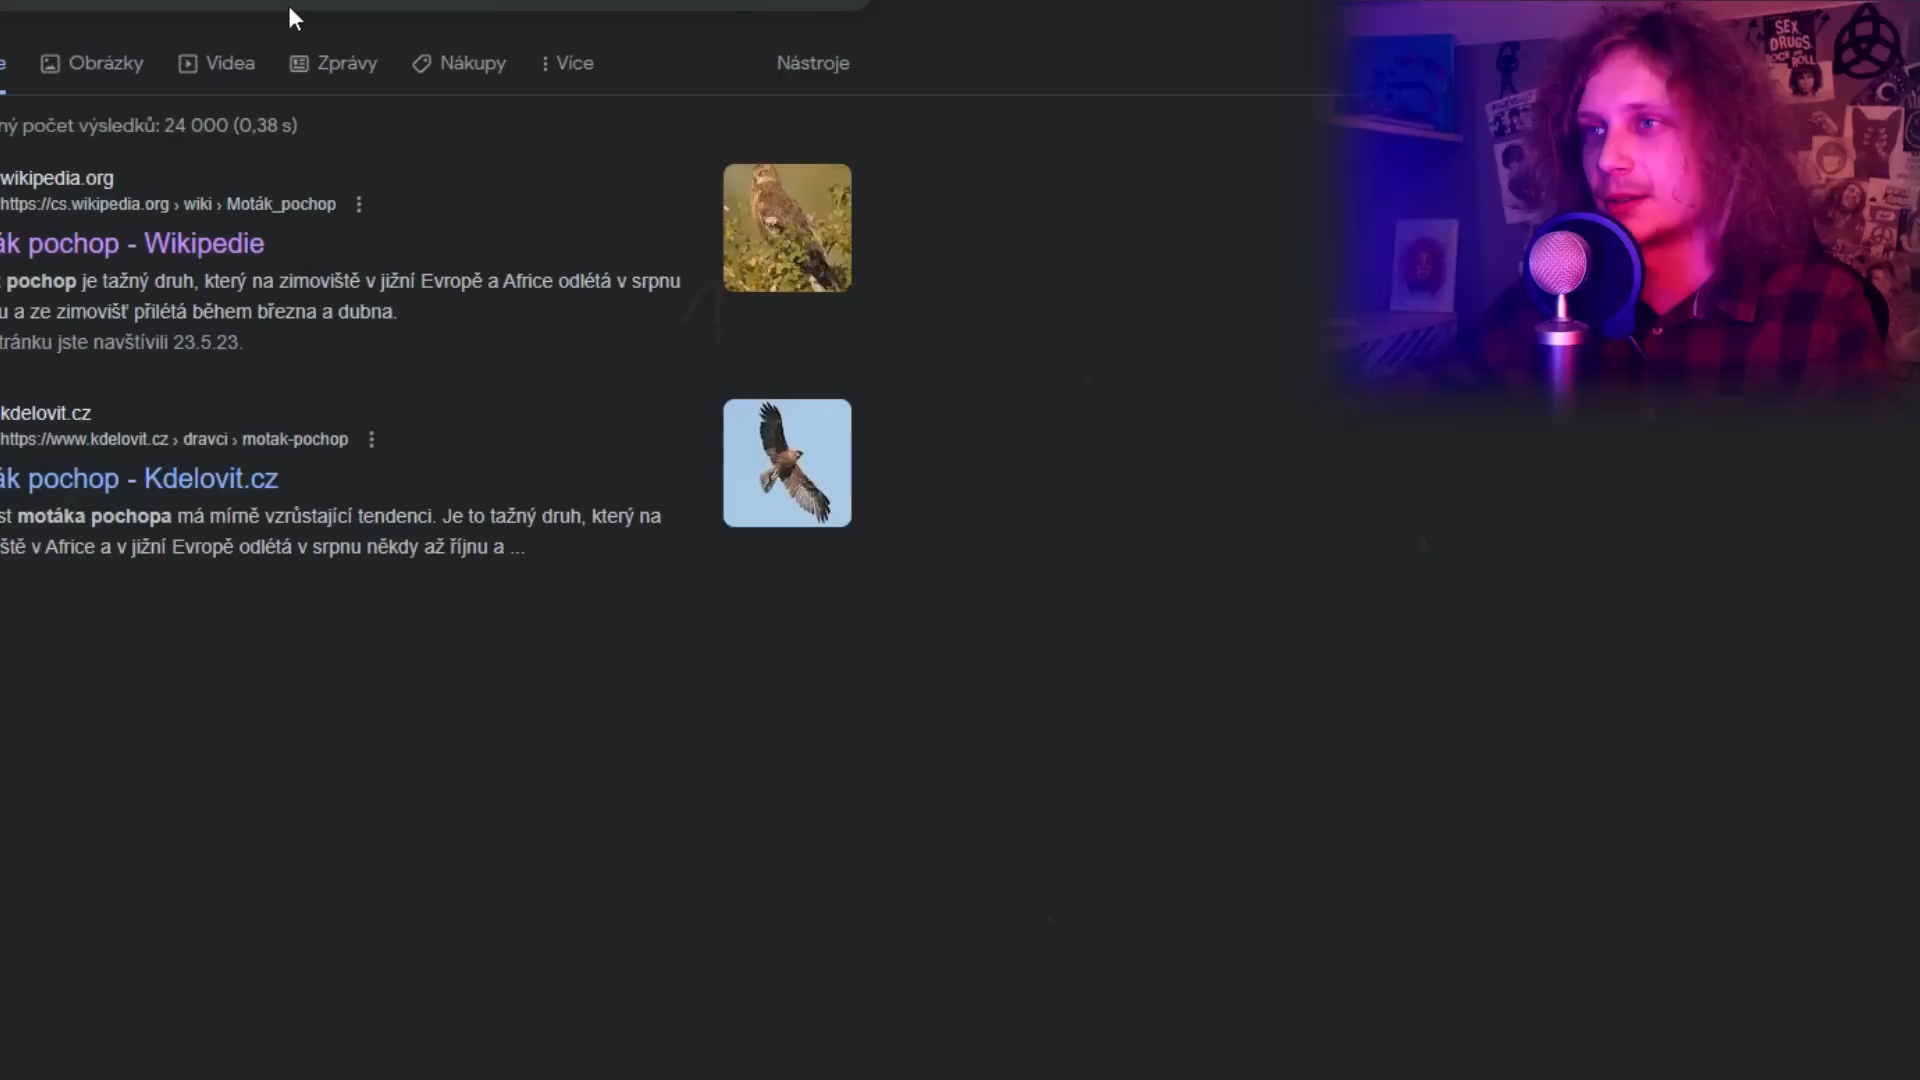 e Obrázky Videa Zprávy Nákupy Více Nástroje
ný počet výsledků: 24 000 (0,38 s)
wikipedia.org
https://cs.wikipedia.org › wiki › Moták_pochop
ák pochop - Wikipedie
pochop je tažný druh, který na zimoviště v jižní Evropě a Africe odlétá v srpnu
u a ze zimovišť přilétá během března a dubna.
tránku jste navštívili 23.5.23.
kdelovit.cz
https://www.kdelovit.cz › dravci › motak-pochop
ák pochop - Kdelovit.cz
st motáka pochopa má mírně vzrůstající tendenci. Je to tažný druh, který na
ště v Africe a v jižní Evropě odlétá v srpnu někdy až říjnu a ...
SEX
DRUGS
ROCK
ROLL